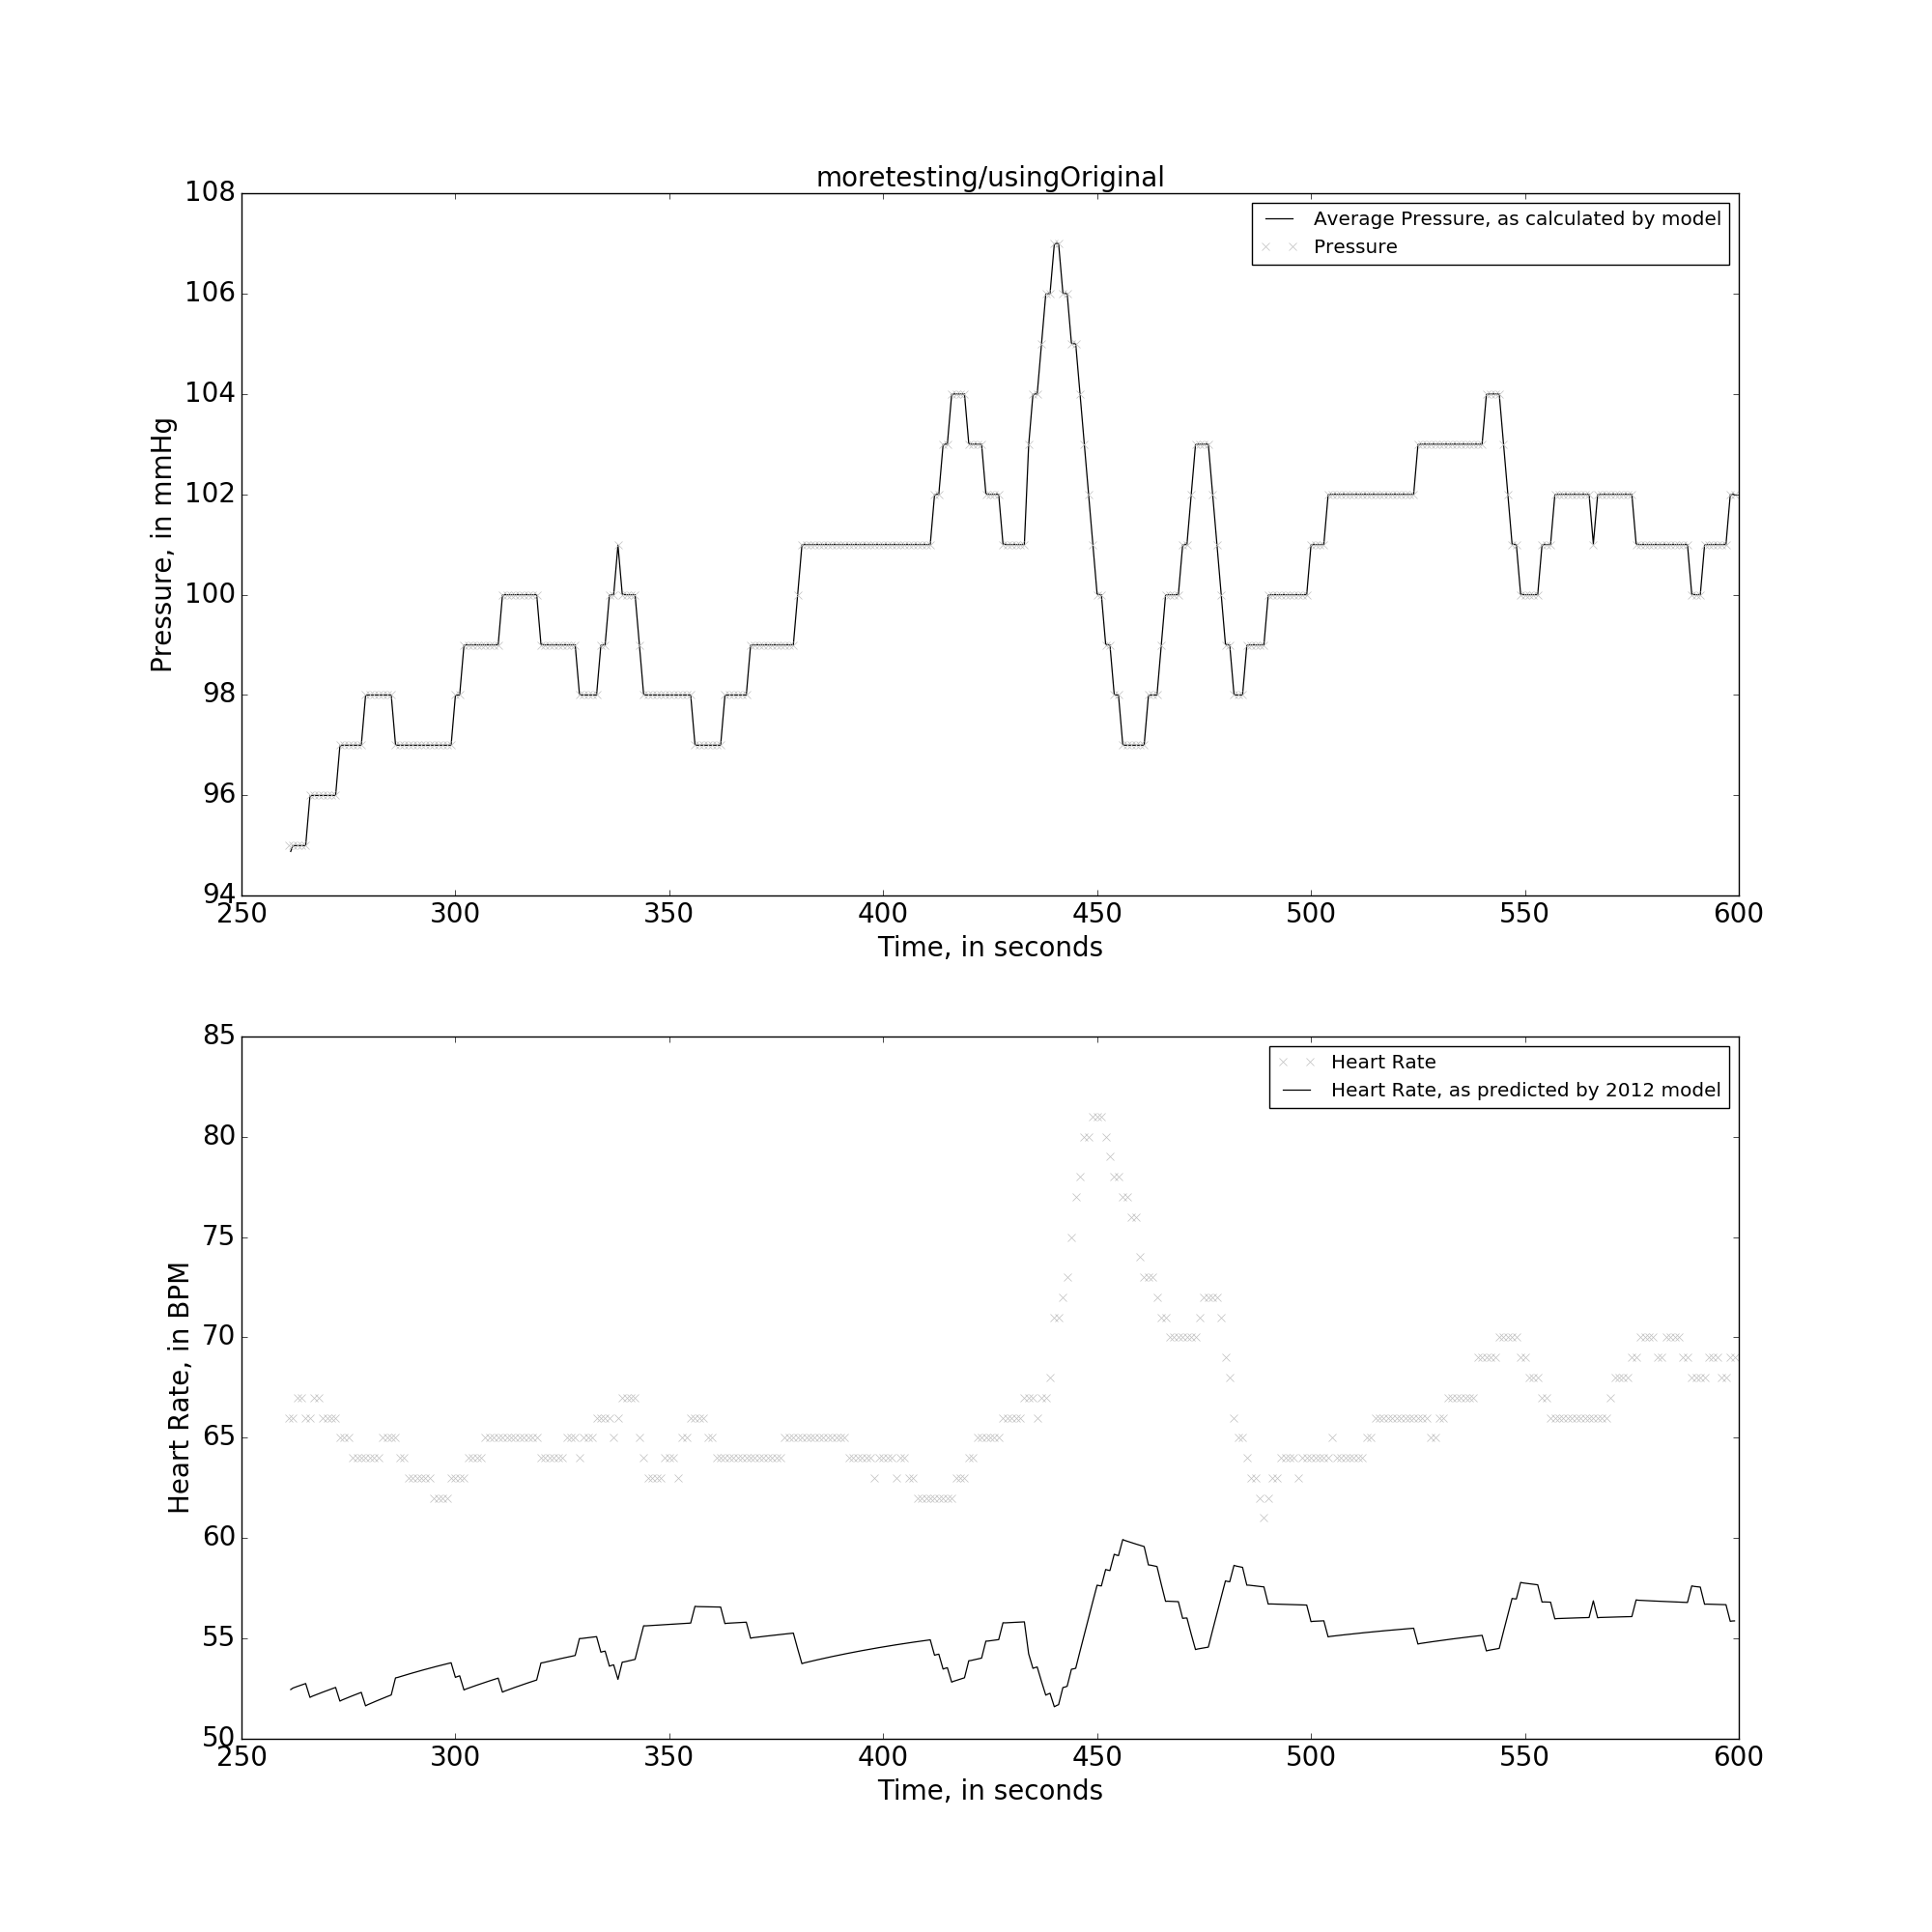 moretesting/usingOriginal
108
106
104
102
100
98
96
94
Pressure, in mmHg
Average Pressure, as calculated by model
Pressure
250 300 350 400 450 500 550 600
Time, in seconds
85
80
75
70
65
60
55
50
Heart Rate, in BPM
Heart Rate
Heart Rate, as predicted by 2012 model
250 300 350 400 450 500 550 600
Time, in seconds